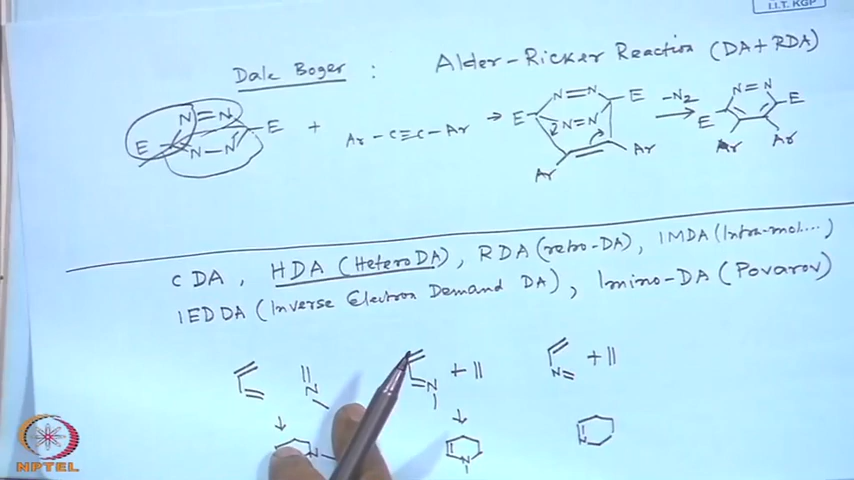 I.I.T. KGP
Dale Boger : Alder-Ricker Reaction (DA+RDA)
E N=N N-N E + Ar-C≡C-Ar → E N=N N=N E Ar Ar -N2 → N=N E E Ar Ar
CDA, HDA (Hetero DA), RDA (retro-DA), IMDA (Intra-mol....)
IEDDA (Inverse Electron Demand DA), Imino-DA (Povarov)
N N + N +
N N N
NPTEL